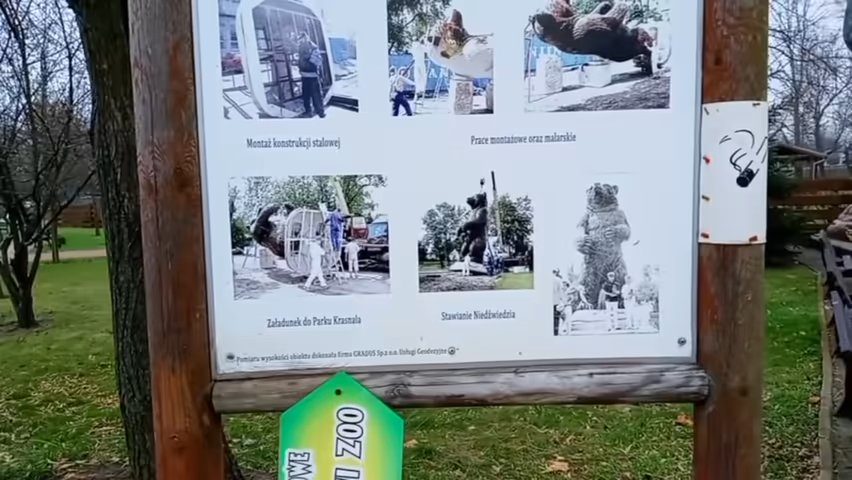 Montaż konstrukcji stalowej
Prace montażowe oraz malarskie
Załadunek do Parku Krasnala
Stawianie Niedźwiedzia
Pomiaru wysokości obiektu dokonała firma GRADUS Sp.z o.o. Usługi Geodezyjne
OWE
I ZOO